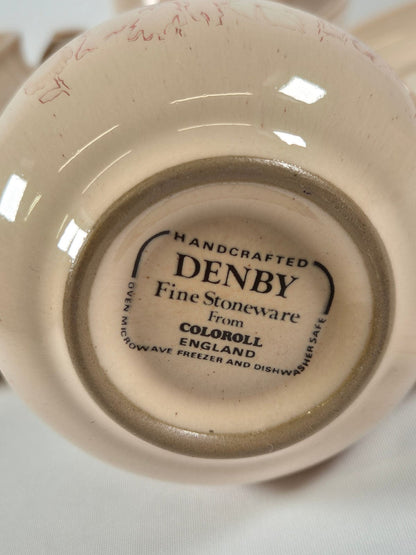 HANDCRAFTED
DENBY
Fine Stoneware
From
COLOROLL
ENGLAND
OVEN MICROWAVE FREEZER AND DISHWASHER SAFE